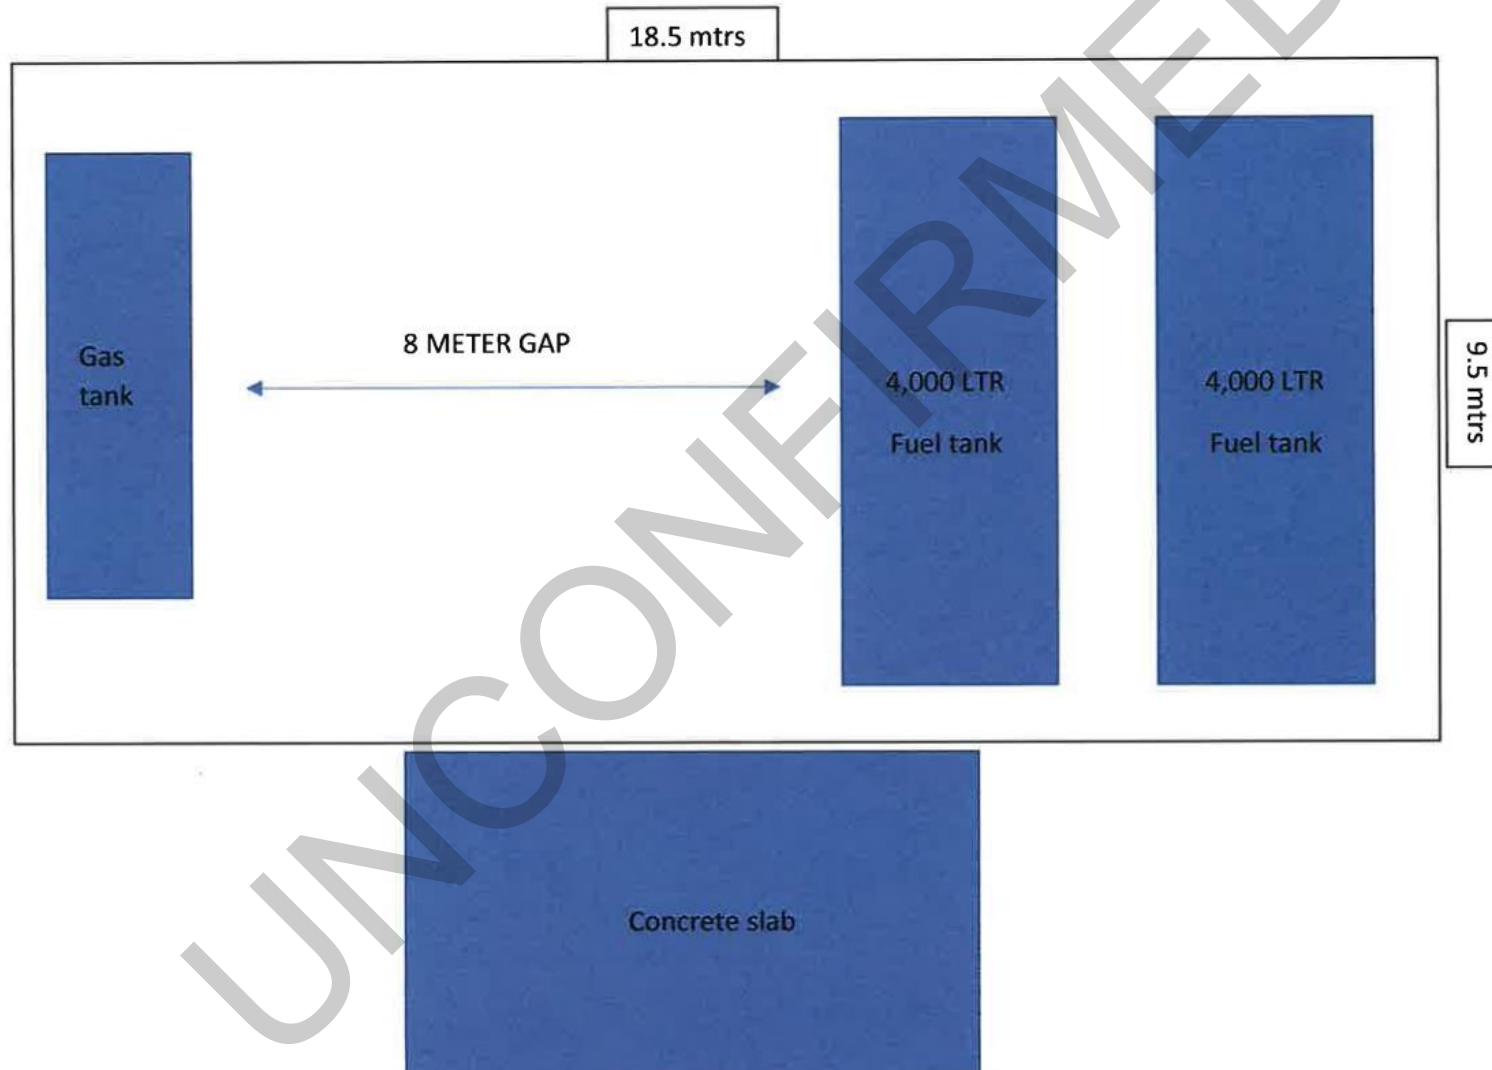 18.5 mtrs
Gas
tank
8 METER GAP
4,000 LTR
Fuel tank
4,000 LTR
Fuel tank
9.5 mtrs
Concrete slab
UNCONFIRMED